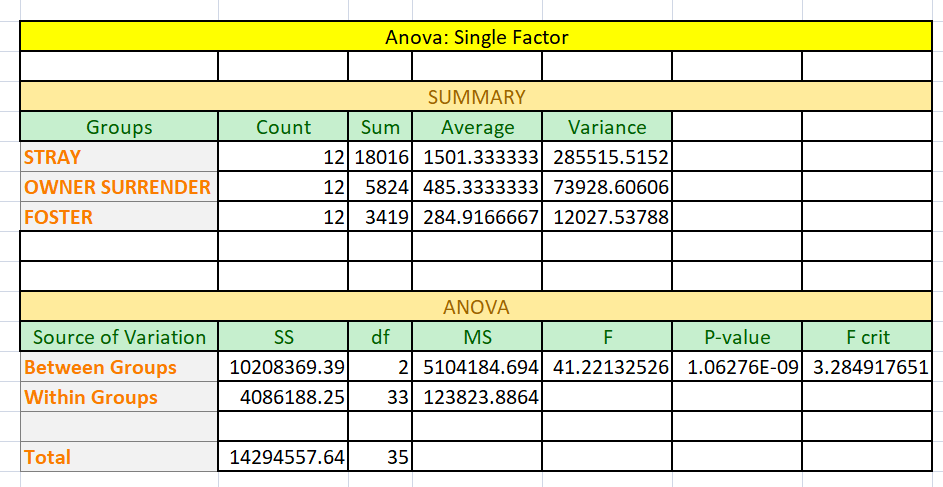 Anova: Single Factor
SUMMARY
Groups Count Sum Average Variance
STRAY 12 18016 1501.333333 285515.5152
OWNER SURRENDER 12 5824 485.3333333 73928.60606
FOSTER 12 3419 284.9166667 12027.53788
ANOVA
Source of Variation SS df MS F P-value F crit
Between Groups 10208369.39 2 5104184.694 41.22132526 1.06276E-09 3.284917651
Within Groups 4086188.25 33 123823.8864
Total 14294557.64 35